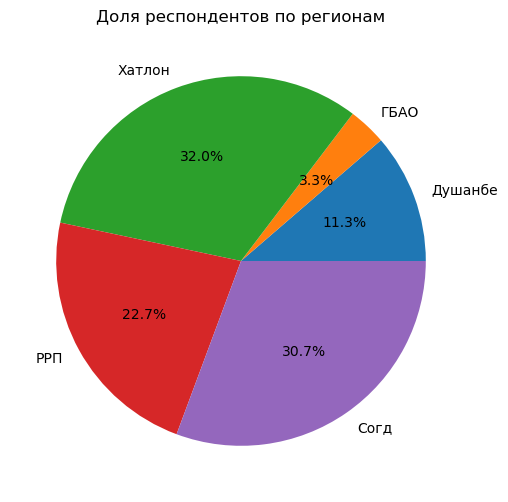 Доля респондентов по регионам
Хатлон
ГБАО
32.0%
3.3%
Душанбе
11.3%
22.7%
РРП
30.7%
Согд